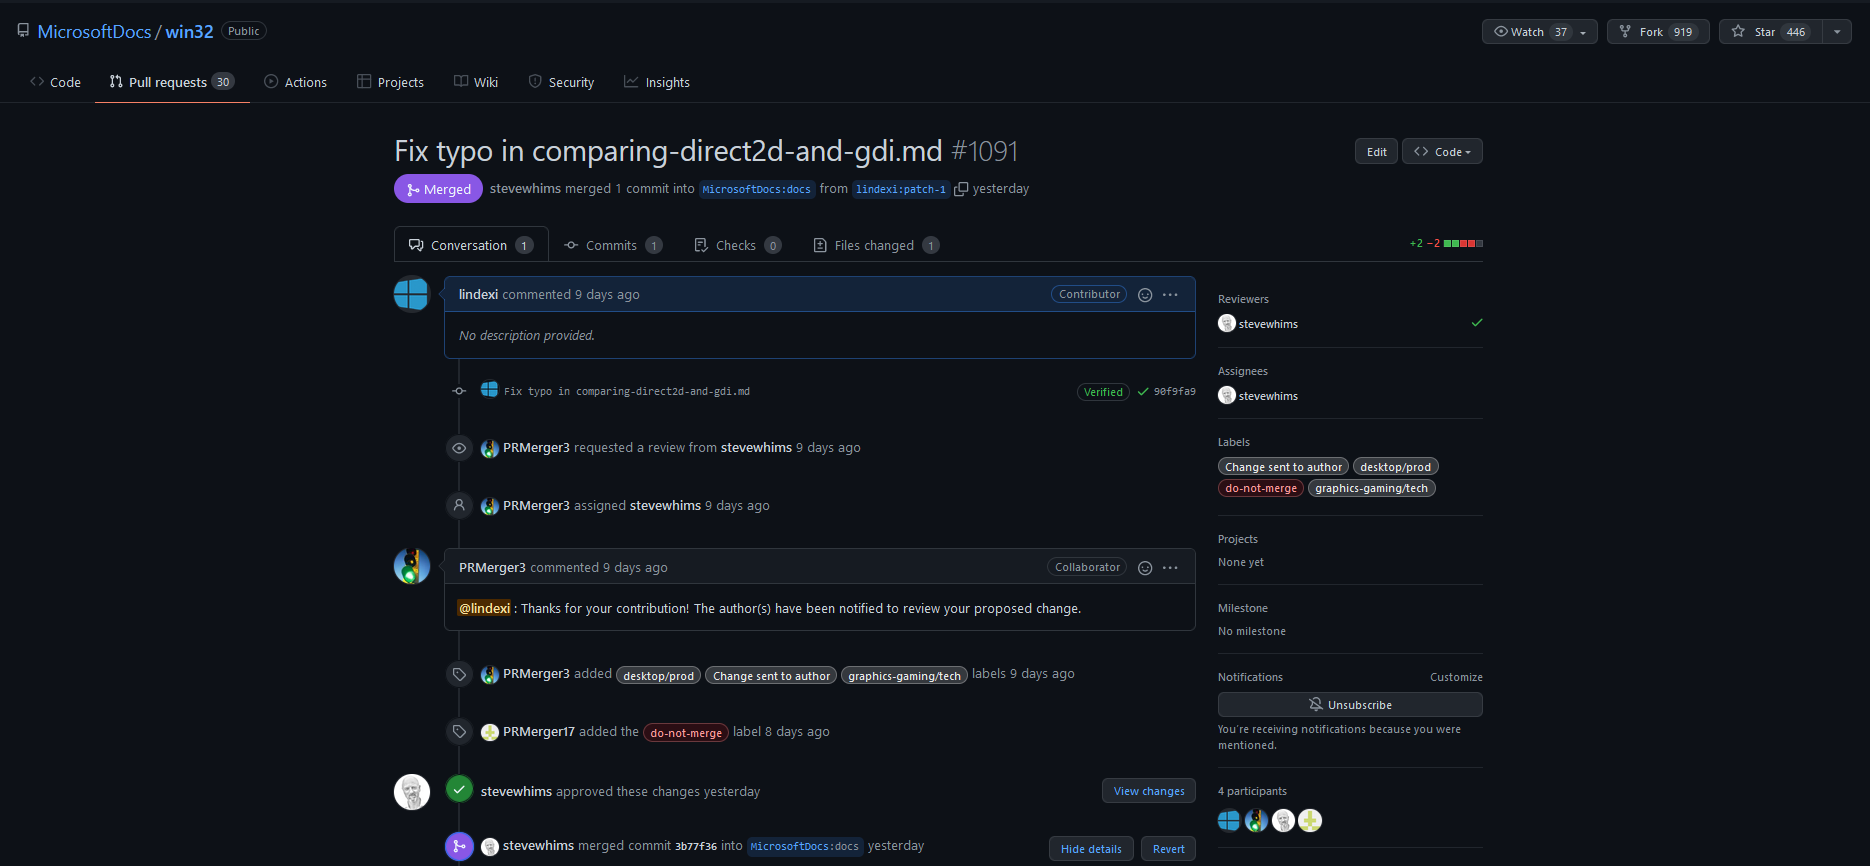 MicrosoftDocs / win32 Public
Watch 37 Fork 919 Star 446
Code Pull requests 30 Actions Projects Wiki Security Insights
Fix typo in comparing-direct2d-and-gdi.md #1091
Edit Code
Merged stevewhims merged 1 commit into MicrosoftDocs:docs from lindexi:patch-1 yesterday
Conversation 1 Commits 1 Checks 0 Files changed 1
+2 −2
lindexi commented 9 days ago Contributor
No description provided.
Fix typo in comparing-direct2d-and-gdi.md Verified 90f9fa9
PRMerger3 requested a review from stevewhims 9 days ago
PRMerger3 assigned stevewhims 9 days ago
PRMerger3 commented 9 days ago Collaborator
@lindexi : Thanks for your contribution! The author(s) have been notified to review your proposed change.
PRMerger3 added desktop/prod Change sent to author graphics-gaming/tech labels 9 days ago
PRMerger17 added the do-not-merge label 8 days ago
stevewhims approved these changes yesterday View changes
stevewhims merged commit 3b77f36 into MicrosoftDocs:docs yesterday Hide details Revert
Reviewers
stevewhims
Assignees
stevewhims
Labels
Change sent to author desktop/prod
do-not-merge graphics-gaming/tech
Projects
None yet
Milestone
No milestone
Notifications Customize
Unsubscribe
You're receiving notifications because you were
mentioned.
4 participants